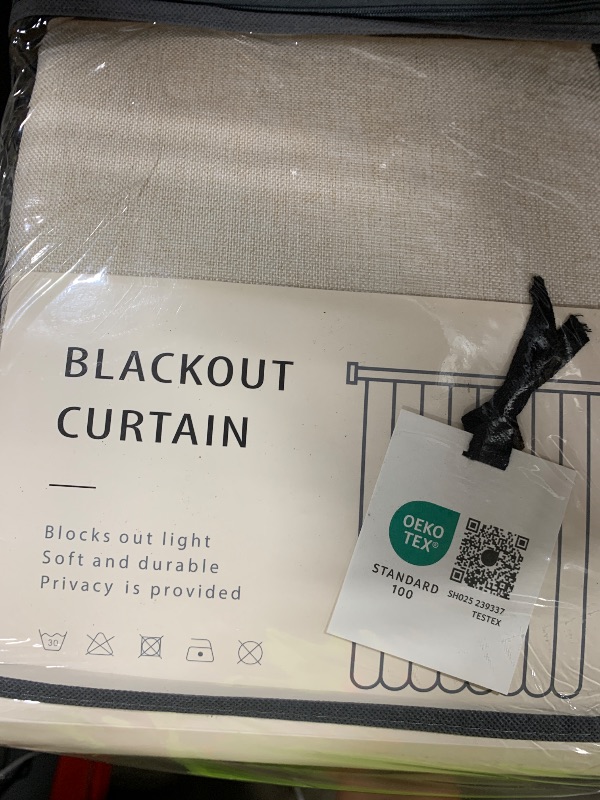 BLACKOUT
CURTAIN
Blocks out light
Soft and durable
Privacy is provided
30
OEKO
TEX®
STANDARD
100
SH025 239337
TESTEX